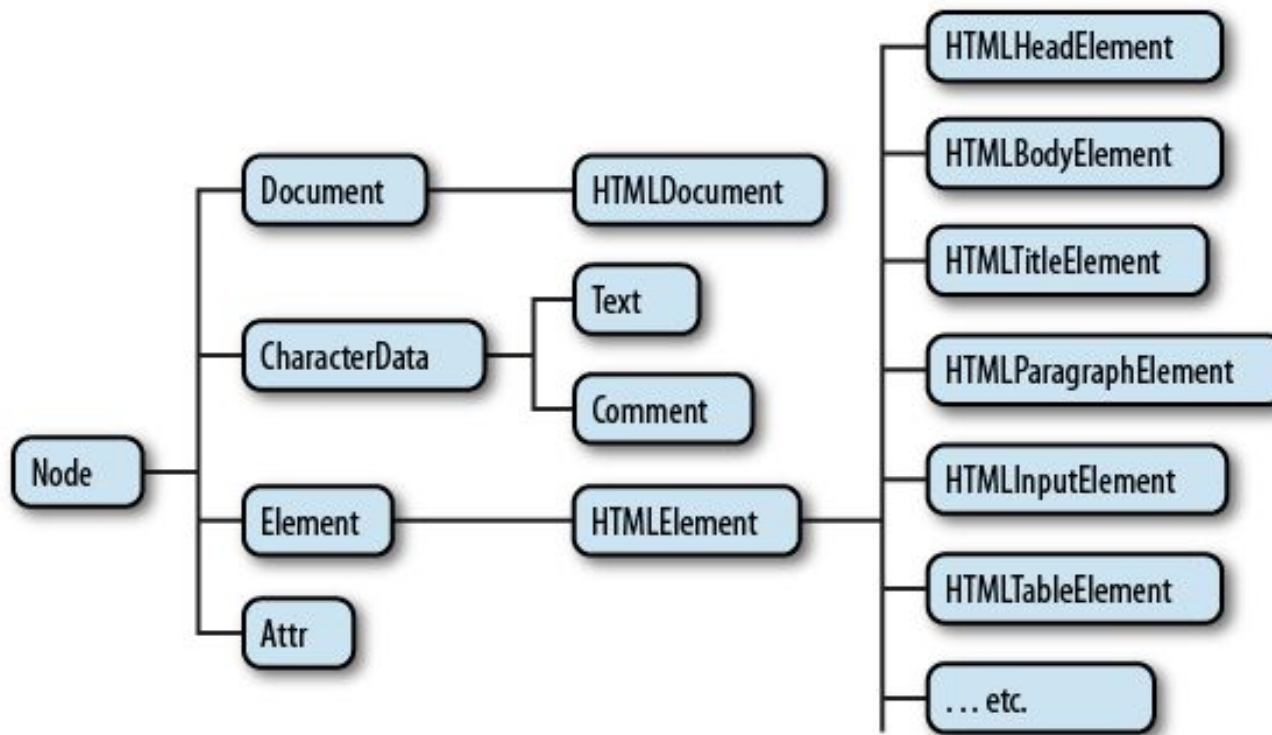 Node
Document
CharacterData
Element
Attr
HTMLDocument
Text
Comment
HTMLElement
HTMLHeadElement
HTMLBodyElement
HTMLTitleElement
HTMLParagraphElement
HTMLInputElement
HTMLTableElement
. . . etc.